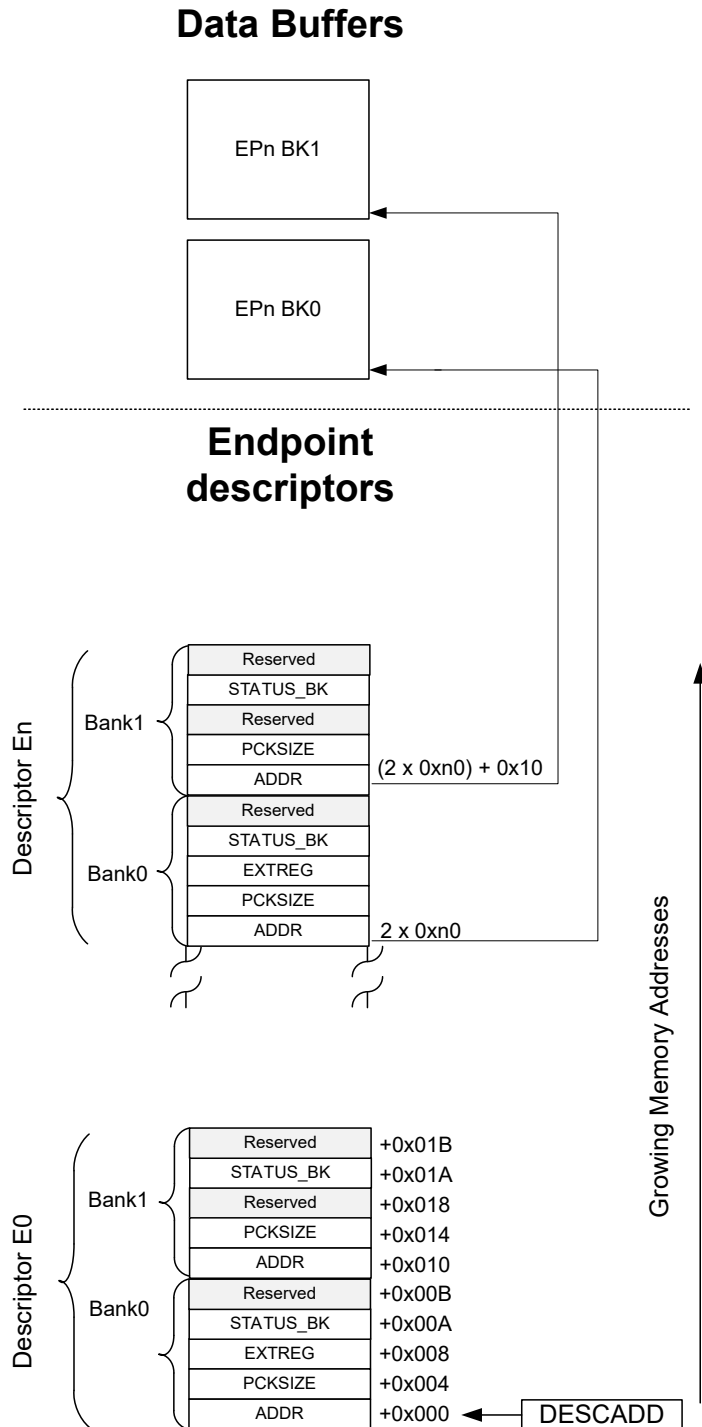 Data Buffers
EPn BK1
EPn BK0
Endpoint
descriptors
Descriptor En
Bank1
Reserved
STATUS_BK
Reserved
PCKSIZE
ADDR (2 x 0xn0) + 0x10
Bank0
Reserved
STATUS_BK
EXTREG
PCKSIZE
ADDR 2 x 0xn0
Growing Memory Addresses
Descriptor E0
Bank1
Reserved +0x01B
STATUS_BK +0x01A
Reserved +0x018
PCKSIZE +0x014
ADDR +0x010
Bank0
Reserved +0x00B
STATUS_BK +0x00A
EXTREG +0x008
PCKSIZE +0x004
ADDR +0x000 DESCADD